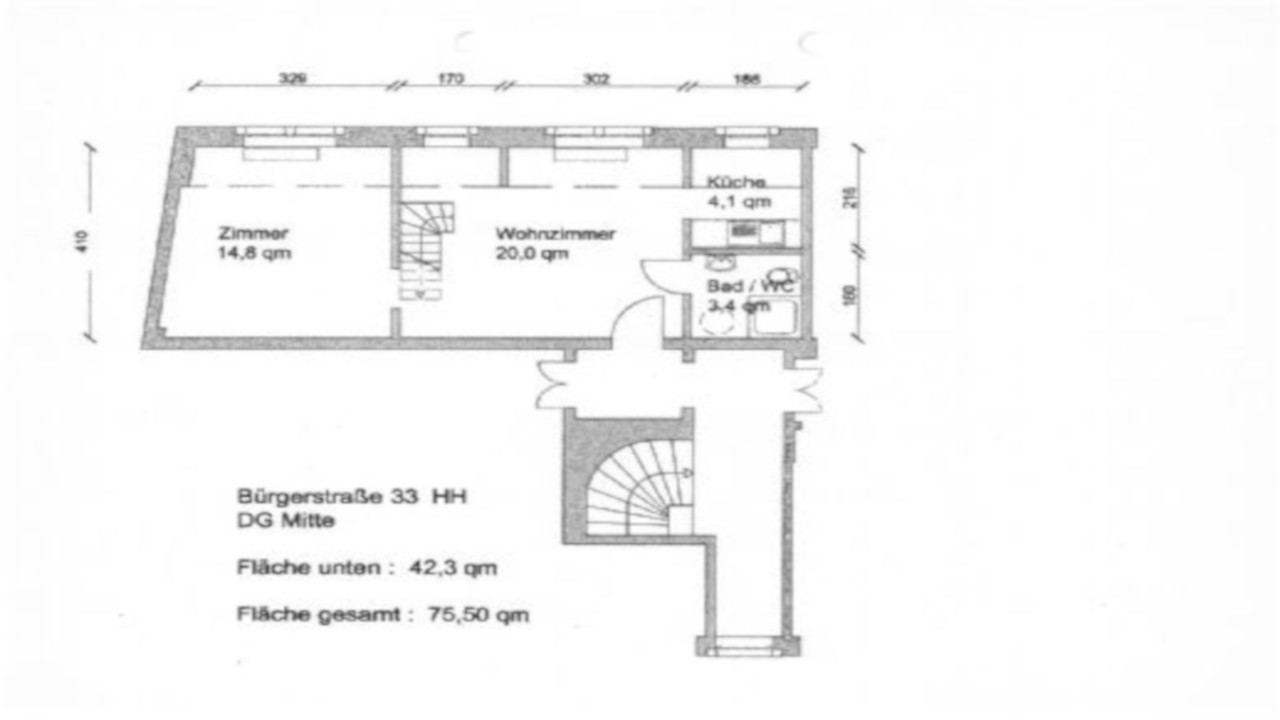 329 170 302 186
Küche
4,1 qm
216
410
Zimmer
14,8 qm
Wohnzimmer
20,0 qm
Bad / WC
3,4 qm
160
Bürgerstraße 33 HH
DG Mitte
Fläche unten : 42,3 qm
Fläche gesamt : 75,50 qm